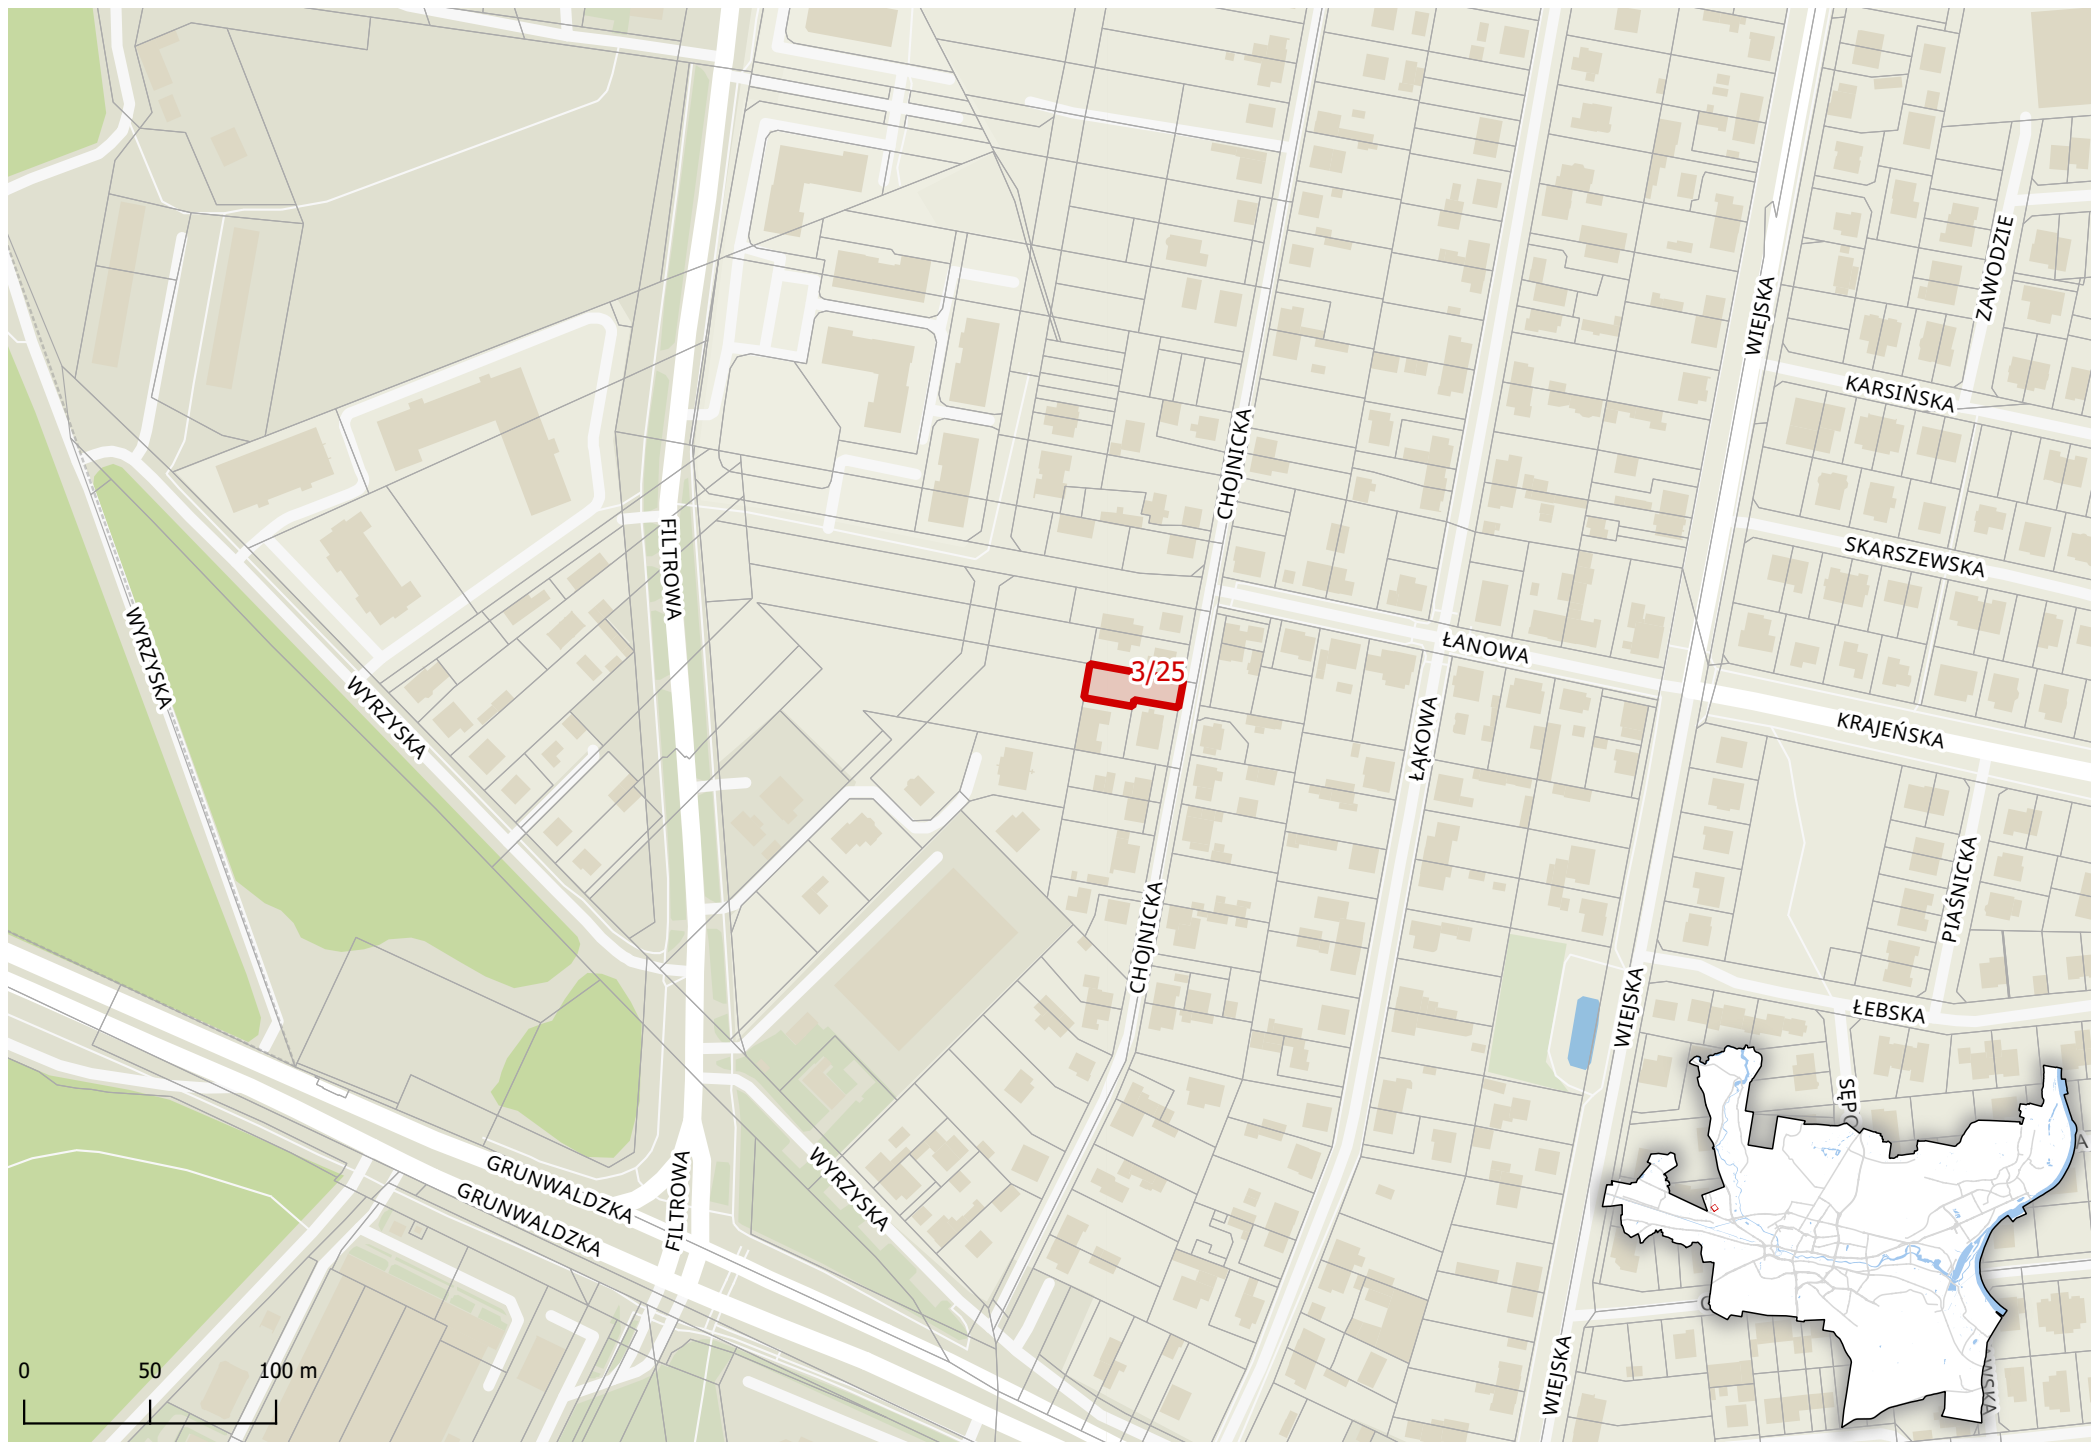 ZAWODZIE
WIEJSKA
KARSIŃSKA
CHOJNICKA
SKARSZEWSKA
FILTROWA
ŁANOWA
WYRZYSKA
3/25
WYRZYSKA
ŁĄKOWA
KRAJEŃSKA
PIAŚNICKA
CHOJNICKA
WIEJSKA
ŁEBSKA
SĘPO
GRUNWALDZKA
GRUNWALDZKA
FILTROWA
WYRZYSKA
WIEJSKA
0 50 100 m